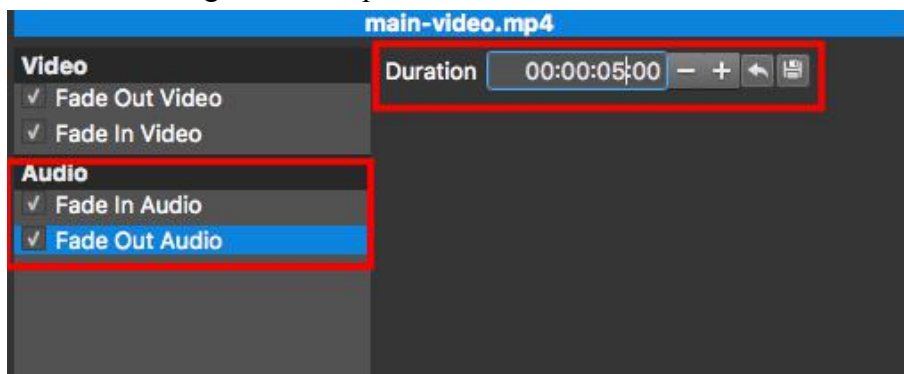 main-video.mp4
Video
Duration 00:00:05:00
Fade Out Video
Fade In Video
Audio
Fade In Audio
Fade Out Audio